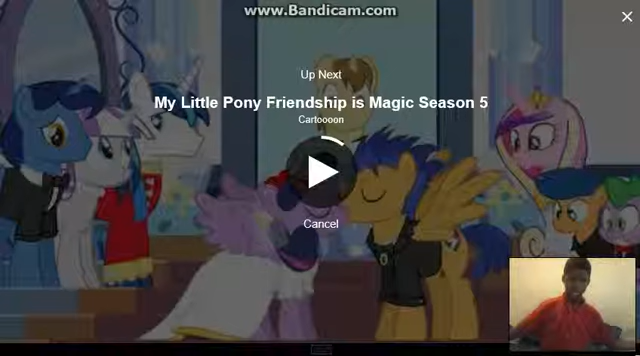 www.Bandicam.com
Up Next
My Little Pony Friendship is Magic Season 5
Cartoooon
Cancel